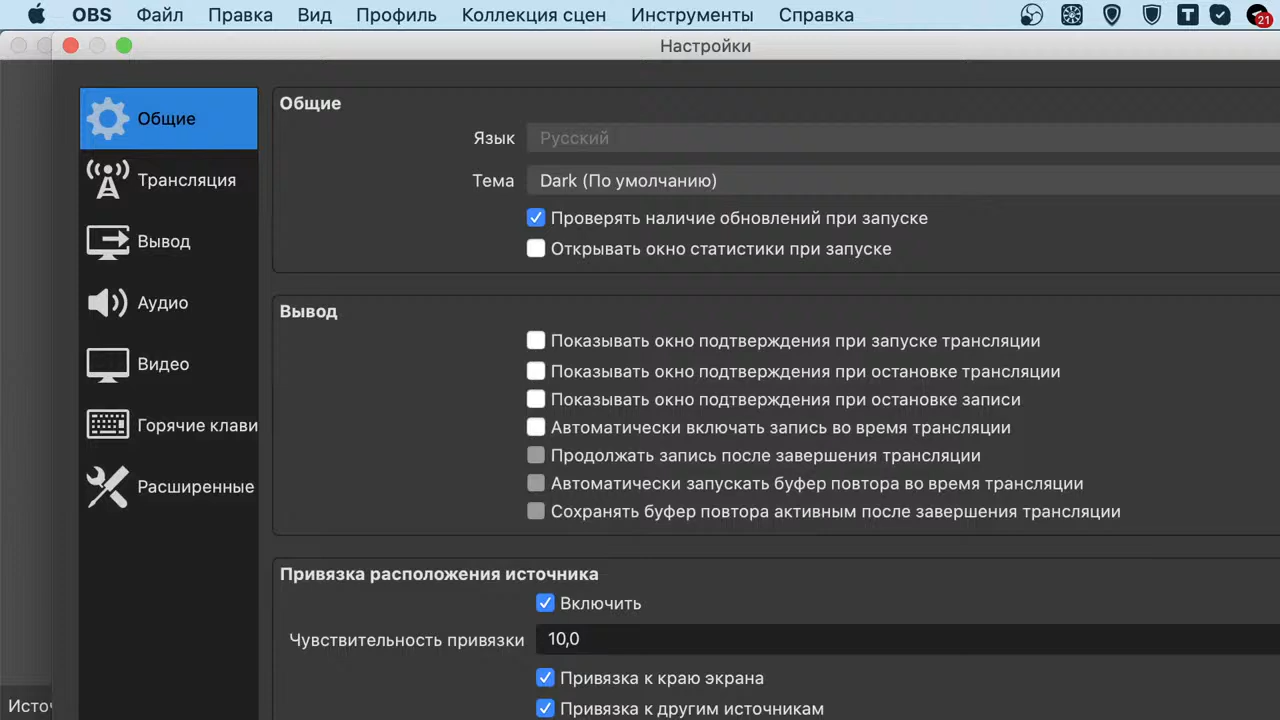 OBS Файл Правка Вид Профиль Коллекция сцен Инструменты Справка T 21
Настройки
Общие
Трансляция
Вывод
Аудио
Видео
Горячие клави
Расширенные
Общие
Язык Русский
Тема Dark (По умолчанию)
Проверять наличие обновлений при запуске
Открывать окно статистики при запуске
Вывод
Показывать окно подтверждения при запуске трансляции
Показывать окно подтверждения при остановке трансляции
Показывать окно подтверждения при остановке записи
Автоматически включать запись во время трансляции
Продолжать запись после завершения трансляции
Автоматически запускать буфер повтора во время трансляции
Сохранять буфер повтора активным после завершения трансляции
Привязка расположения источника
Включить
Чувствительность привязки 10,0
Привязка к краю экрана
Привязка к другим источникам
Исто